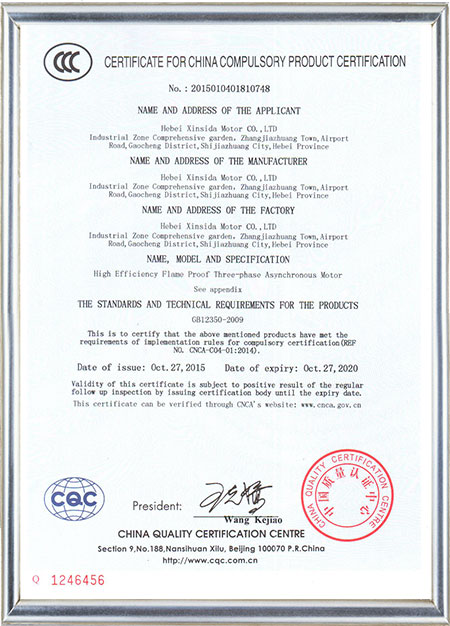 CCC
CERTIFICATE FOR CHINA COMPULSORY PRODUCT CERTIFICATION
No.: 2015010401810748
NAME AND ADDRESS OF THE APPLICANT
Hebei Xinsida Motor CO.,LTD
Industrial Zone Comprehensive garden, Zhangjiazhuang Town,Airport
Road,Gaocheng District,Shijiazhuang City,Hebei Province
NAME AND ADDRESS OF THE MANUFACTURER
Hebei Xinsida Motor CO.,LTD
Industrial Zone Comprehensive garden, Zhangjiazhuang Town,Airport
Road,Gaocheng District,Shijiazhuang City,Hebei Province
NAME AND ADDRESS OF THE FACTORY
Hebei Xinsida Motor CO.,LTD
Industrial Zone Comprehensive garden, Zhangjiazhuang Town,Airport
Road,Gaocheng District,Shijiazhuang City,Hebei Province
NAME, MODEL AND SPECIFICATION
High Efficiency Flame Proof Three-phase Asynchronous Motor
See appendix
THE STANDARDS AND TECHNICAL REQUIREMENTS FOR THE PRODUCTS
GB12350-2009
This is to certify that the above mentioned products have met the
requirements of implementation rules for compulsory certification(REF
NO. CNCA-C04-01:2014).
Date of issue: Oct.27,2015 Date of expiry: Oct.27,2020
Validity of this certificate is subject to positive result of the regular
follow up inspection by issuing certification body until the expiry date.
This certificate can be verified through CNCA's website: www.cnca.gov.cn
CQC
President:
Wang Kejiao
CHINA QUALITY CERTIFICATION CENTRE
中国质量认证中心
CHINA QUALITY CERTIFICATION CENTRE
Section 9,No.188,Nansihuan Xilu, Beijing 100070 P.R.China
http://www.cqc.com.cn
Q 1246456